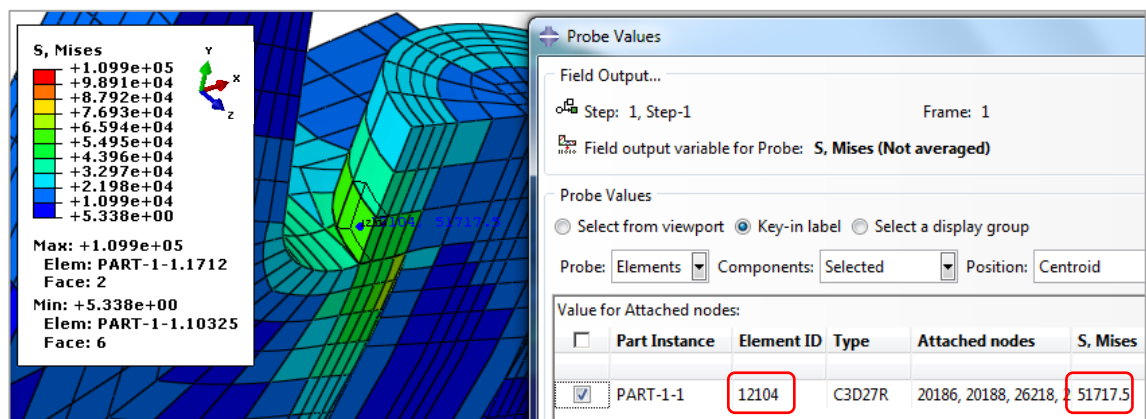 S, Mises
+1.099e+05
+9.891e+04
+8.792e+04
+7.693e+04
+6.594e+04
+5.495e+04
+4.396e+04
+3.297e+04
+2.198e+04
+1.099e+04
+5.338e+00
Max: +1.099e+05
Elem: PART-1-1.1712
Face: 2
Min: +5.338e+00
Elem: PART-1-1.10325
Face: 6
Y
X
Z
12104, 51717.5
Probe Values
Field Output...
Step: 1, Step-1 Frame: 1
Field output variable for Probe: S, Mises (Not averaged)
Probe Values
Select from viewport Key-in label Select a display group
Probe: Elements Components: Selected Position: Centroid
Value for Attached nodes:
Part Instance Element ID Type Attached nodes S, Mises
PART-1-1 12104 C3D27R 20186, 20188, 26218, 2 51717.5